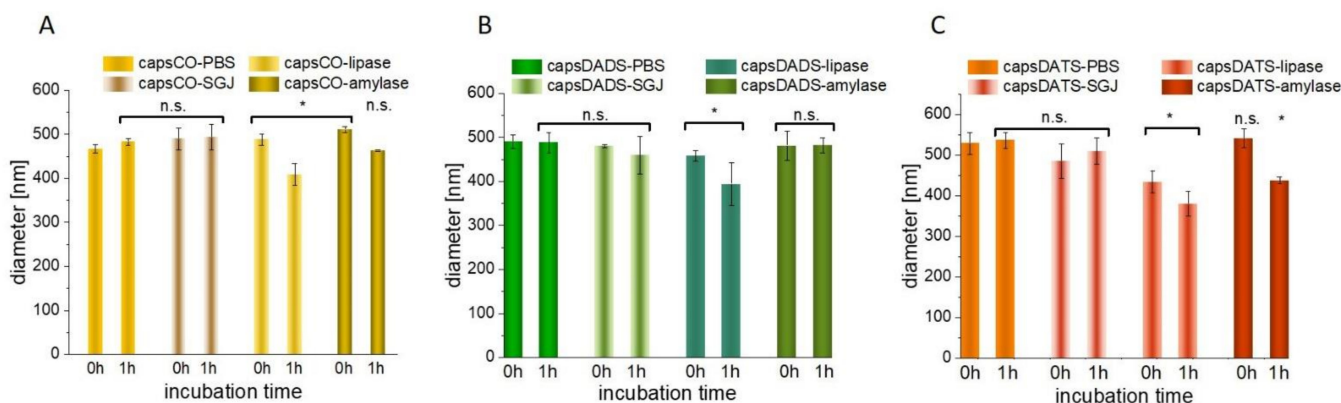 A
capsCO-PBS capsCO-lipase
capsCO-SGJ capsCO-amylase
600
500
400
300
200
100
0
diameter [nm]
n.s.
*
n.s.
0h 1h 0h 1h 0h 1h 0h 1h
incubation time
B
capsDADS-PBS capsDADS-lipase
capsDADS-SGJ capsDADS-amylase
600
500
400
300
200
100
0
diameter [nm]
n.s.
*
n.s.
0h 1h 0h 1h 0h 1h 0h 1h
incubation time
C
capsDATS-PBS capsDATS-lipase
capsDATS-SGJ capsDATS-amylase
600
500
400
300
200
100
0
diameter [nm]
n.s.
*
n.s. *
0h 1h 0h 1h 0h 1h 0h 1h
incubation time